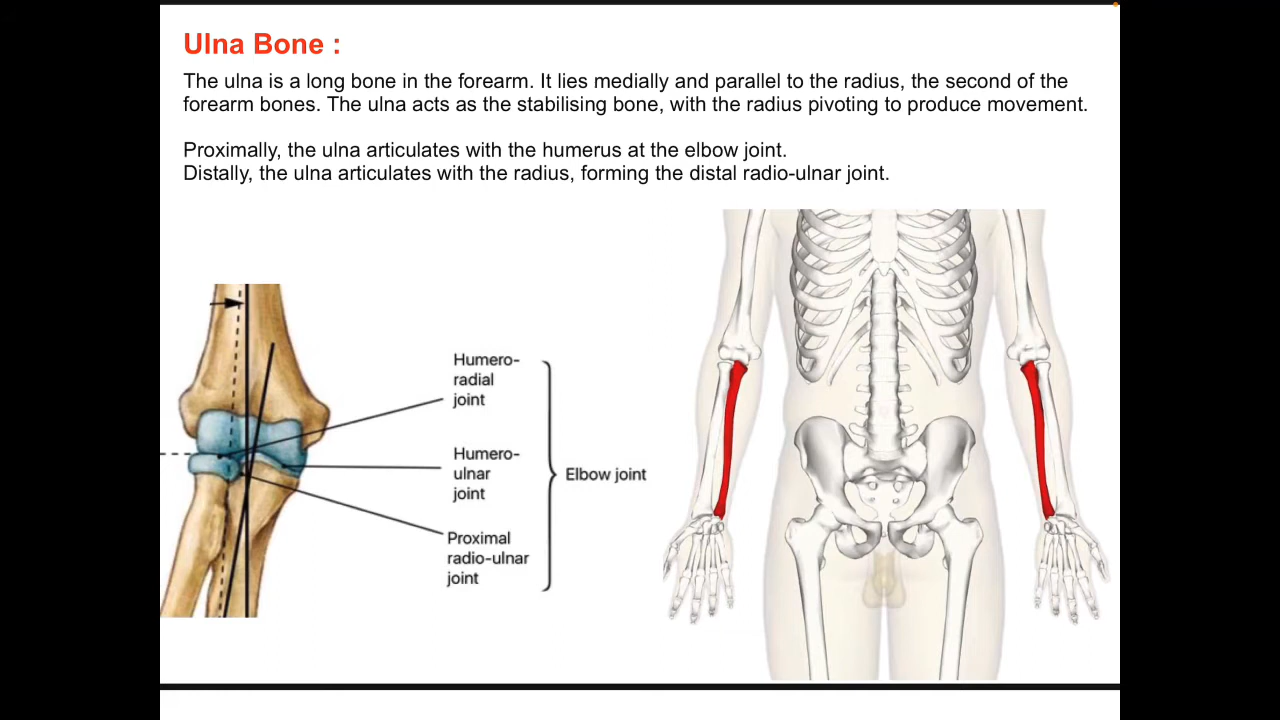 Ulna Bone :
The ulna is a long bone in the forearm. It lies medially and parallel to the radius, the second of the
forearm bones. The ulna acts as the stabilising bone, with the radius pivoting to produce movement.
Proximally, the ulna articulates with the humerus at the elbow joint.
Distally, the ulna articulates with the radius, forming the distal radio-ulnar joint.
Humero-
radial
joint
Humero-
ulnar
joint
Proximal
radio-ulnar
joint
Elbow joint